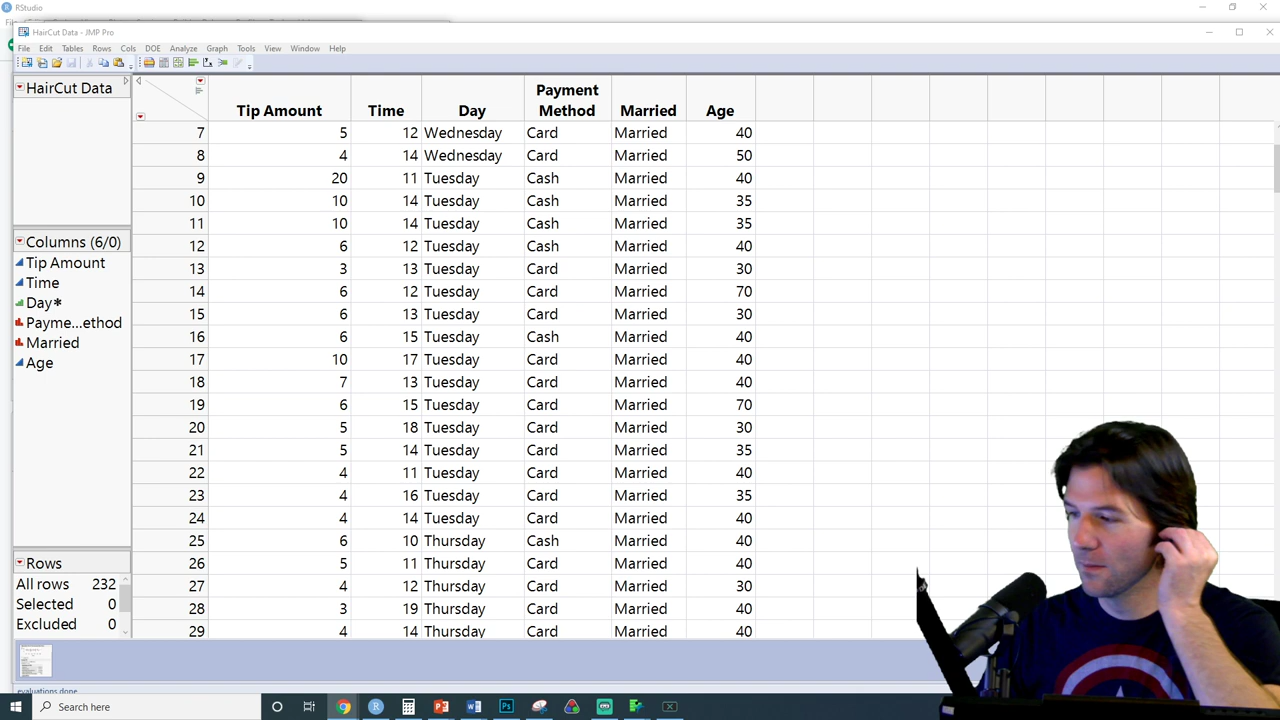 RStudio
HairCut Data - JMP Pro
File Edit Tables Rows Cols DOE Analyze Graph Tools View Window Help
HairCut Data
Tip Amount Time Day Payment Method Married Age
7 5 12 Wednesday Card Married 40
8 4 14 Wednesday Card Married 50
9 20 11 Tuesday Cash Married 40
10 10 14 Tuesday Cash Married 35
11 10 14 Tuesday Cash Married 35
12 6 12 Tuesday Cash Married 40
13 3 13 Tuesday Card Married 30
14 6 12 Tuesday Card Married 70
15 6 13 Tuesday Card Married 30
16 6 15 Tuesday Cash Married 40
17 10 17 Tuesday Card Married 40
18 7 13 Tuesday Card Married 40
19 6 15 Tuesday Card Married 70
20 5 18 Tuesday Card Married 30
21 5 14 Tuesday Card Married 35
22 4 11 Tuesday Card Married 40
23 4 16 Tuesday Card Married 35
24 4 14 Tuesday Card Married 40
25 6 10 Thursday Cash Married 40
26 5 11 Thursday Card Married 40
27 4 12 Thursday Card Married 30
28 3 19 Thursday Card Married 40
29 4 14 Thursday Card Married 40
Columns (6/0)
Tip Amount
Time
Day*
Payme...ethod
Married
Age
Rows
All rows 232
Selected 0
Excluded 0
evaluations done
Search here